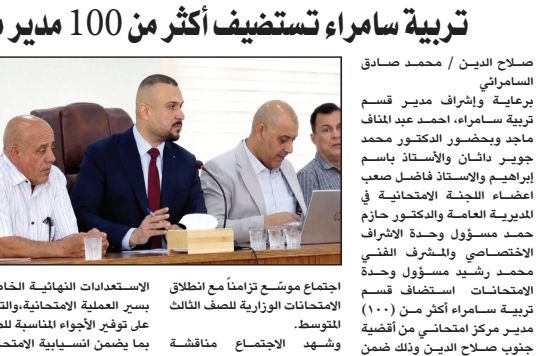 تربية سامراء تستضيف أكثر من 100 مدير
صلاح الدين / محمد صادق
السامرائي
برعاية وإشراف مدير قسم
تربية سامراء، احمد عبد المناف
ماجد وبحضور الدكتور محمد
جوير دانان والأستاذ باسم
إبراهيم والاستاذ فاضل صعب
اعضاء اللجنة الامتحانية في
المديرية العامة والدكتور حازم
حمد مسؤول وحدة الاشراف
الاختصاصي والمشرف الفني
محمد رشيد مسؤول وحدة
الامتحانات استضاف قسم
تربية سامراء أكثر من (١٠٠)
مدير مركز امتحاني من أقضية
جنوب صلاح الدين وذلك ضمن
اجتماع موسّع تزامناً مع انطلاق
الامتحانات الوزارية للصف الثالث
المتوسط.
وشهد الاجتماع مناقشة
الاستعدادات النهائية
بسير العملية الامتحانية،
على توفير الأجواء المناسبة
بما يضمن انسيابية